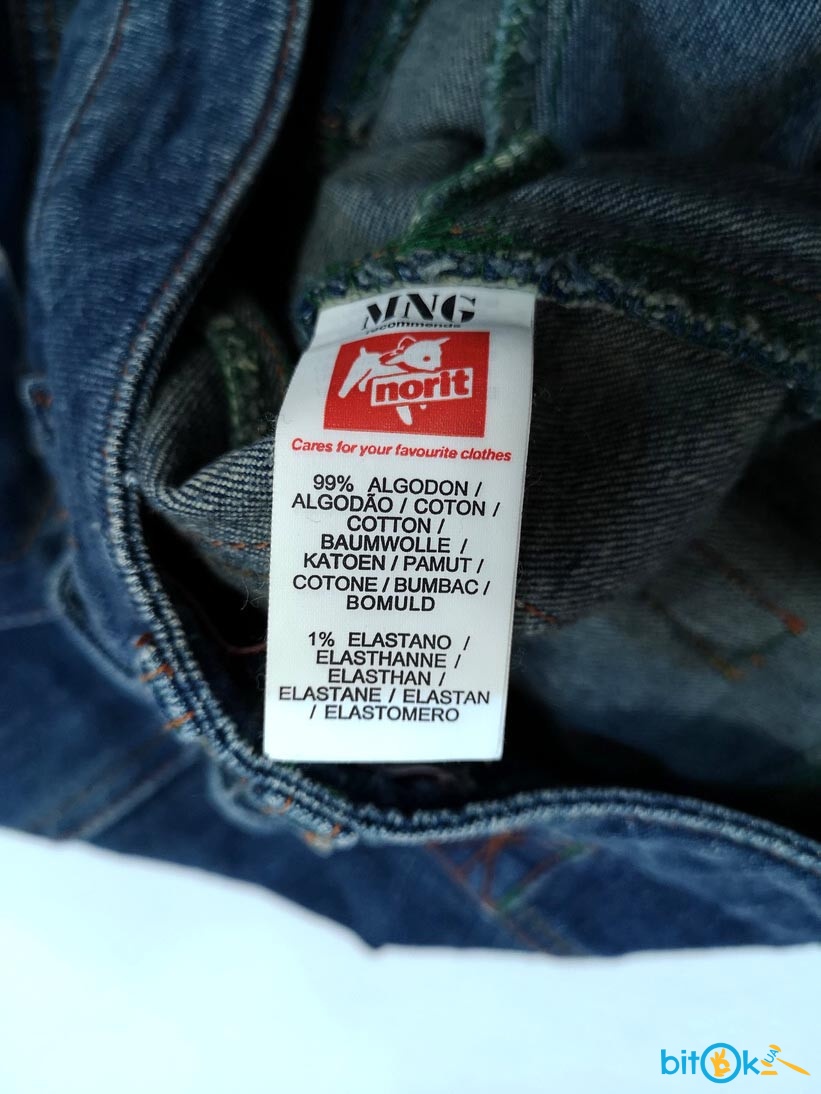 MNG
recommends
norit
Cares for your favourite clothes
99% ALGODON /
ALGODÃO / COTON /
COTTON /
BAUMWOLLE /
KATOEN / PAMUT /
COTONE / BUMBAC /
BOMULD
1% ELASTANO /
ELASTHANNE /
ELASTHAN /
ELASTANE / ELASTAN
/ ELASTOMERO
bitOk UA